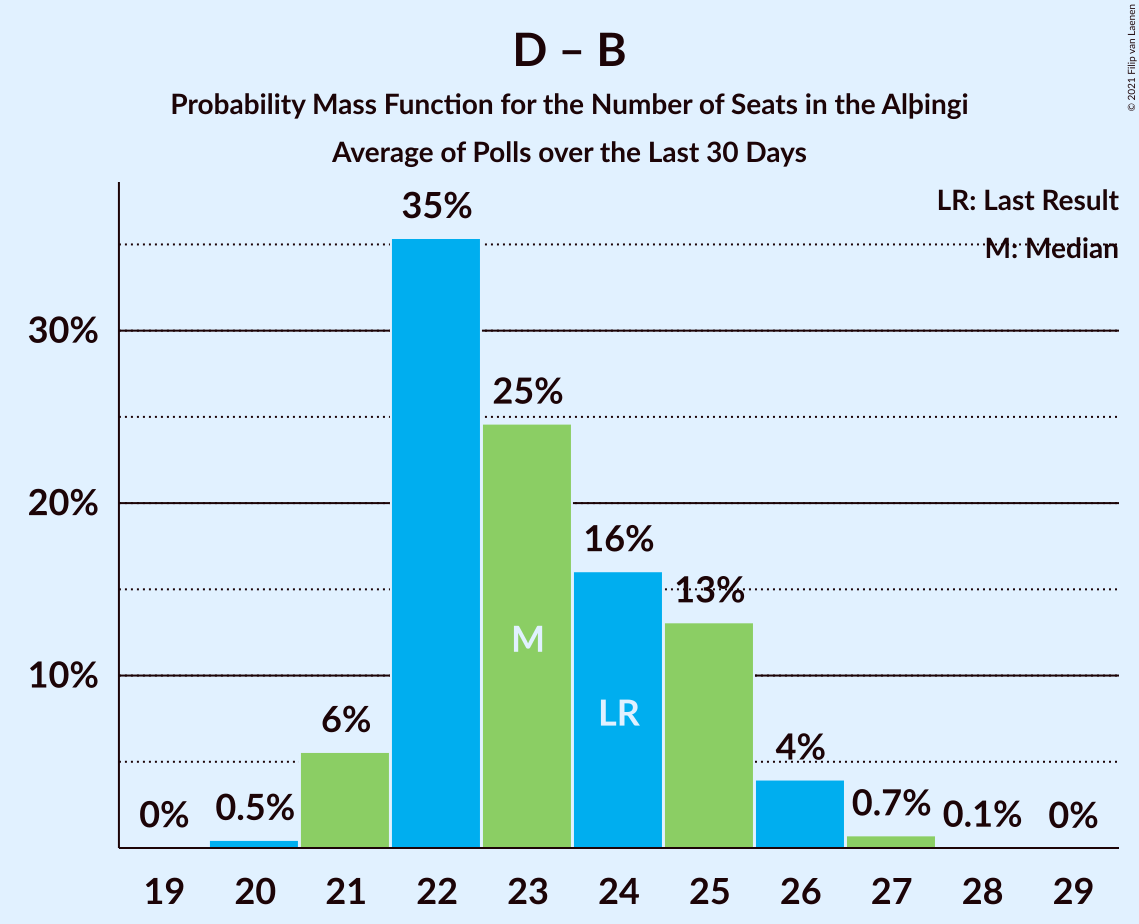 D – B
Probability Mass Function for the Number of Seats in the Alþingi
Average of Polls over the Last 30 Days
© 2021 Filip van Laenen
LR: Last Result
M: Median
35%
30%
25%
20%
16%
13%
M
10%
LR
6%
4%
0%
0.5%
0.7%
0.1%
0%
19 20 21 22 23 24 25 26 27 28 29